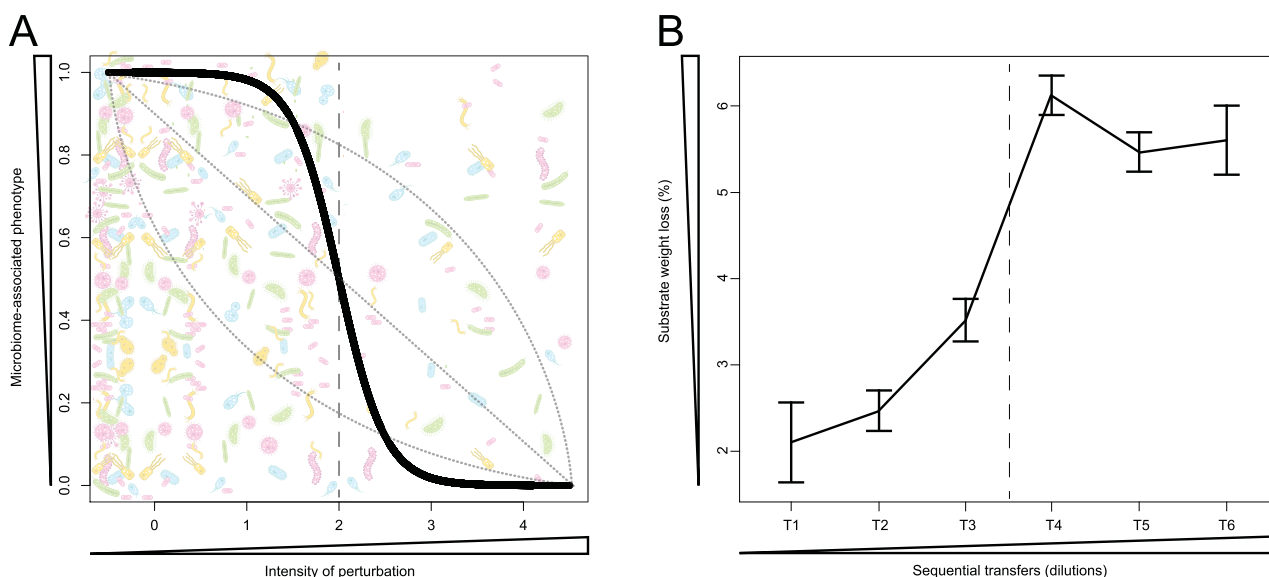 A
Microbiome-associated phenotype
1.0
0.8
0.6
0.4
0.2
0.0
0 1 2 3 4
Intensity of perturbation
B
Substrate weight loss (%)
6
5
4
3
2
T1 T2 T3 T4 T5 T6
Sequential transfers (dilutions)